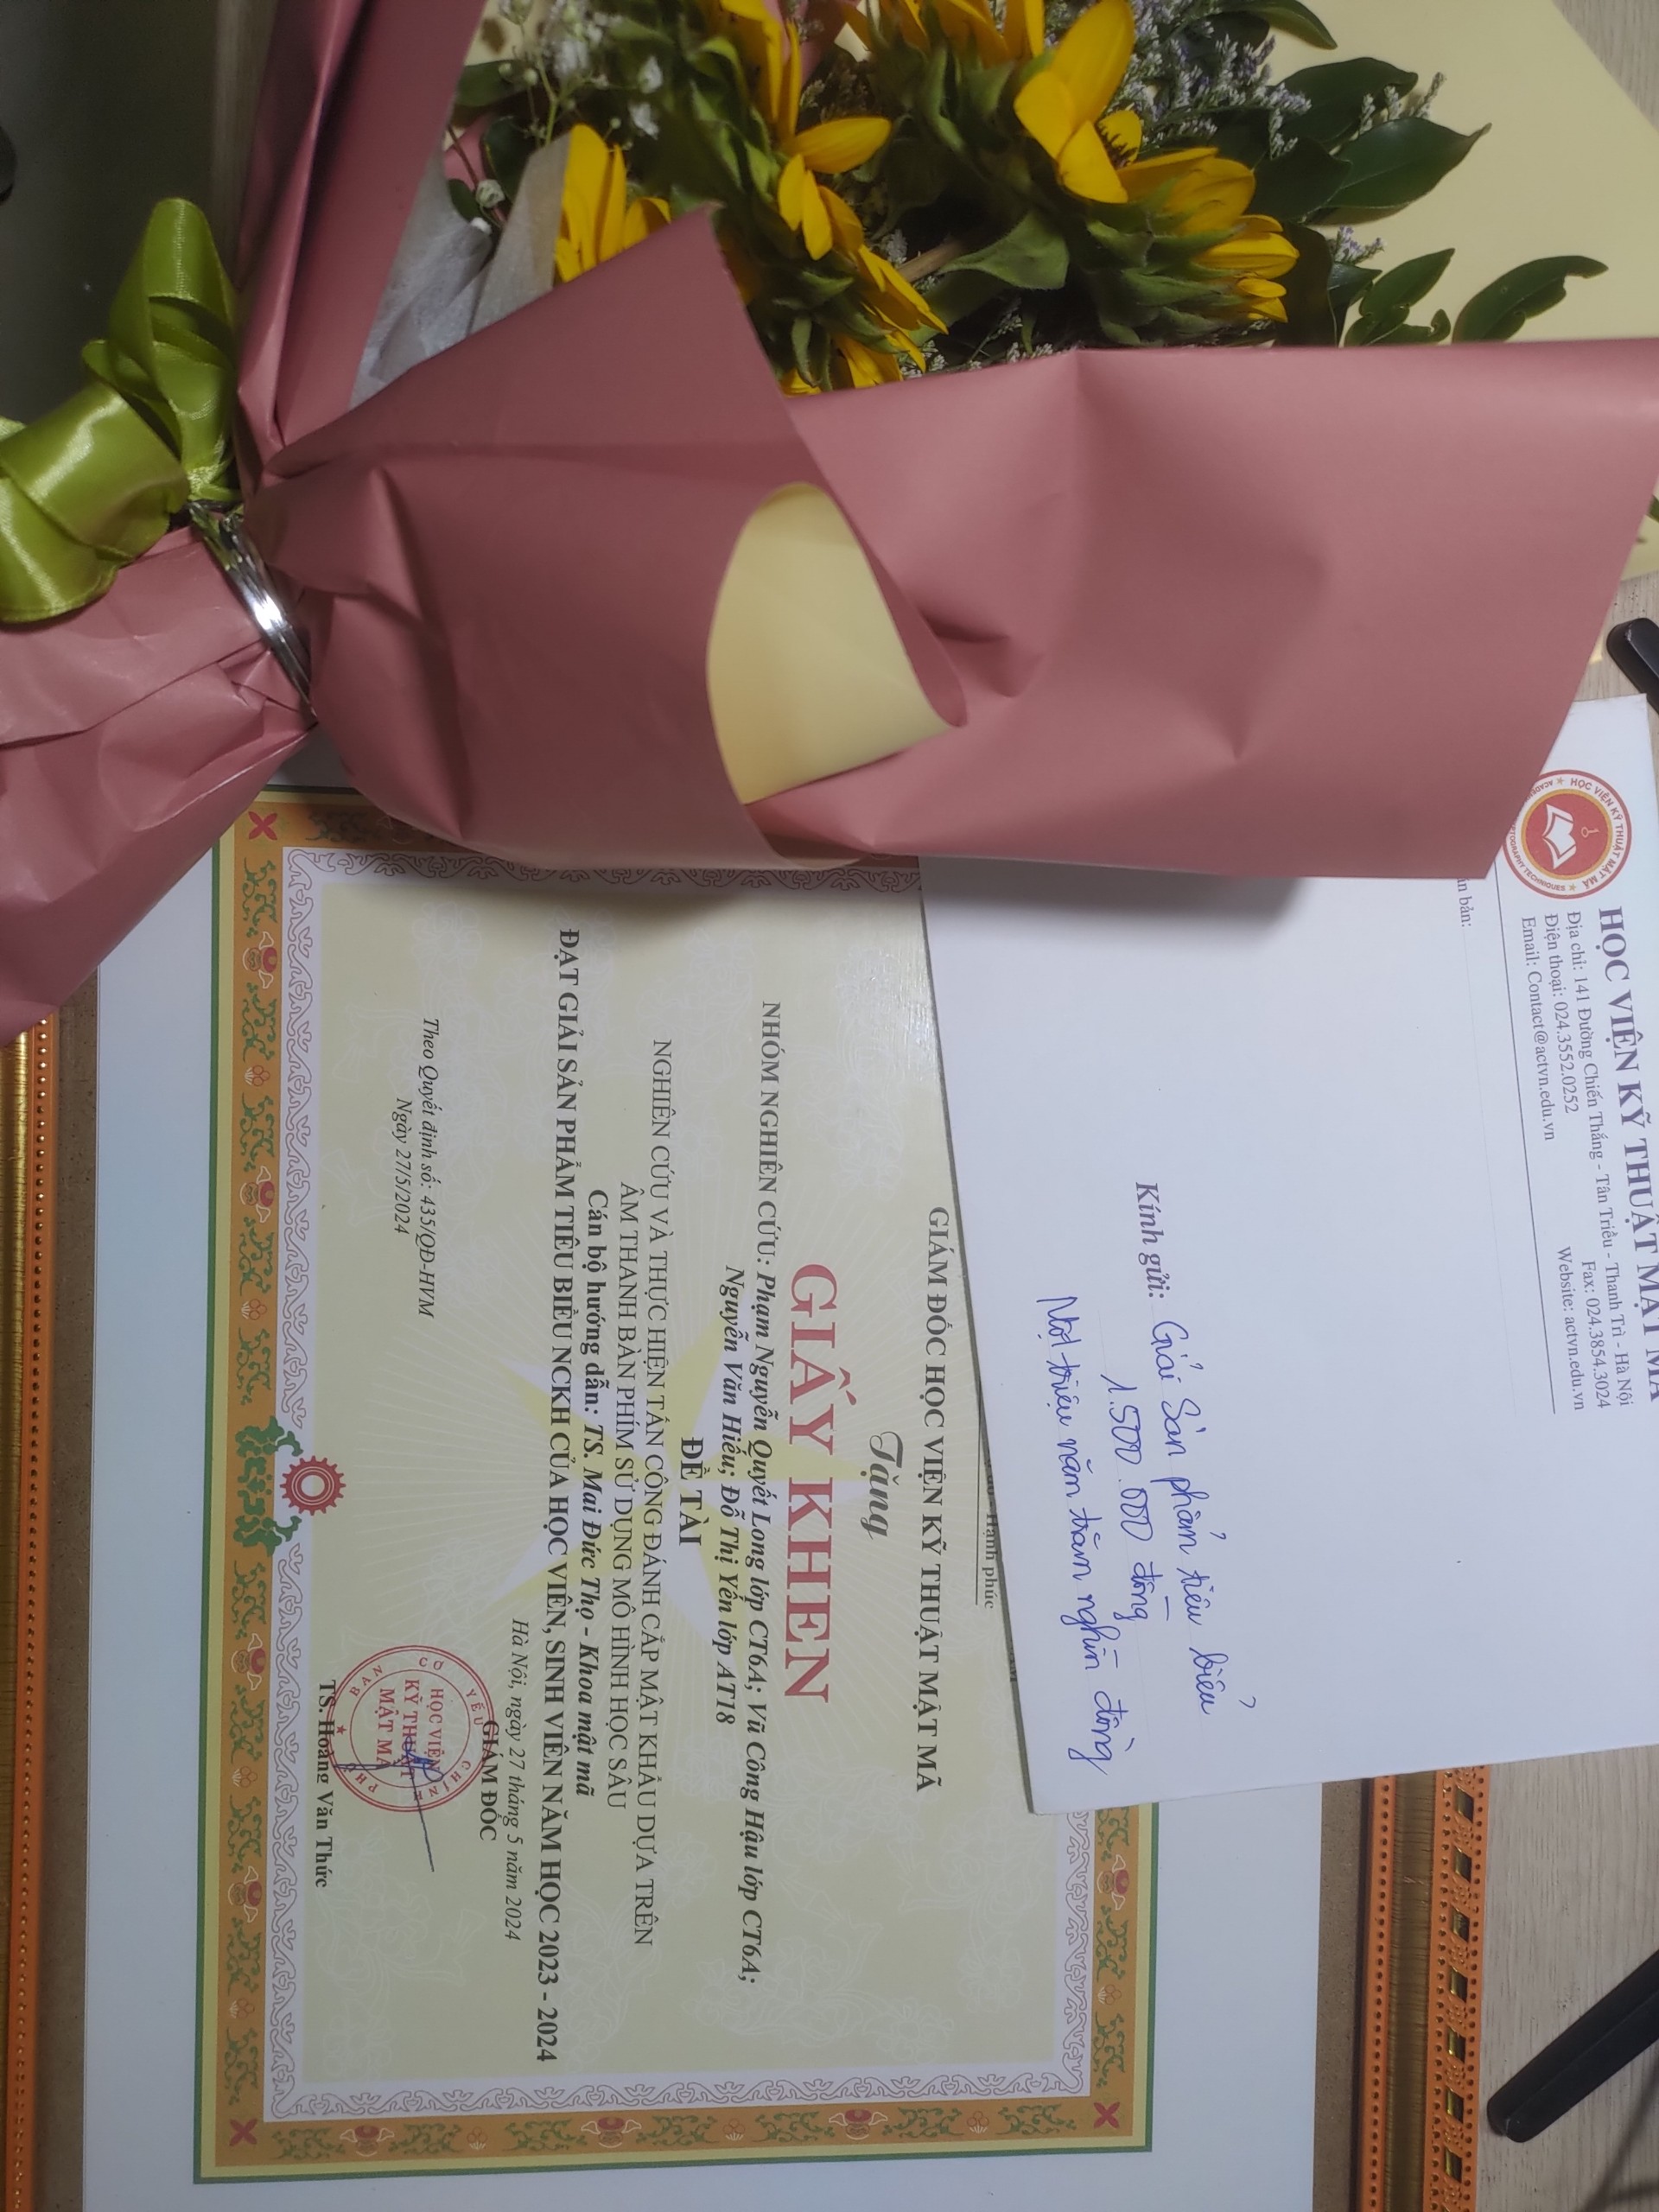 HỌC VIỆN KỸ THUẬT MẬT MÃ
Địa chỉ: 141 Đường Chiến Thắng - Tân Triều - Thanh Trì - Hà Nội
Điện thoại: 024.3552.0252 Fax: 024.3854.3024
Email: Contact@actvn.edu.vn Website: actvn.edu.vn
HỌC VIỆN KỸ THUẬT MẬT MÃ
bản:
Kính gửi: Giải Sản phẩm tiêu biểu
1.500.000 đồng
Một triệu năm trăm nghìn đồng
Hạnh phúc
GIÁM ĐỐC HỌC VIỆN KỸ THUẬT MẬT MÃ
Tặng
GIẤY KHEN
NHÓM NGHIÊN CỨU: Phạm Nguyễn Quyết Long lớp CT6A; Vũ Công Hậu lớp CT6A;
Nguyễn Văn Hiếu; Đỗ Thị Yến lớp AT18
ĐỀ TÀI
NGHIÊN CỨU VÀ THỰC HIỆN TẤN CÔNG ĐÁNH CẮP MẬT KHẨU DỰA TRÊN
ÂM THANH BÀN PHÍM SỬ DỤNG MÔ HÌNH HỌC SÂU
Cán bộ hướng dẫn: TS. Mai Đức Thọ - Khoa mật mã
ĐẠT GIẢI SẢN PHẨM TIÊU BIỂU NCKH CỦA HỌC VIÊN, SINH VIÊN NĂM HỌC 2023 - 2024
Hà Nội, ngày 27 tháng 5 năm 2024
GIÁM ĐỐC
Theo Quyết định số: 435/QĐ-HVM
Ngày 27/5/2024
BAN CƠ YẾU CHÍNH PHỦ
HỌC VIỆN
KỸ THUẬT
MẬT MÃ
TS. Hoàng Văn Thức